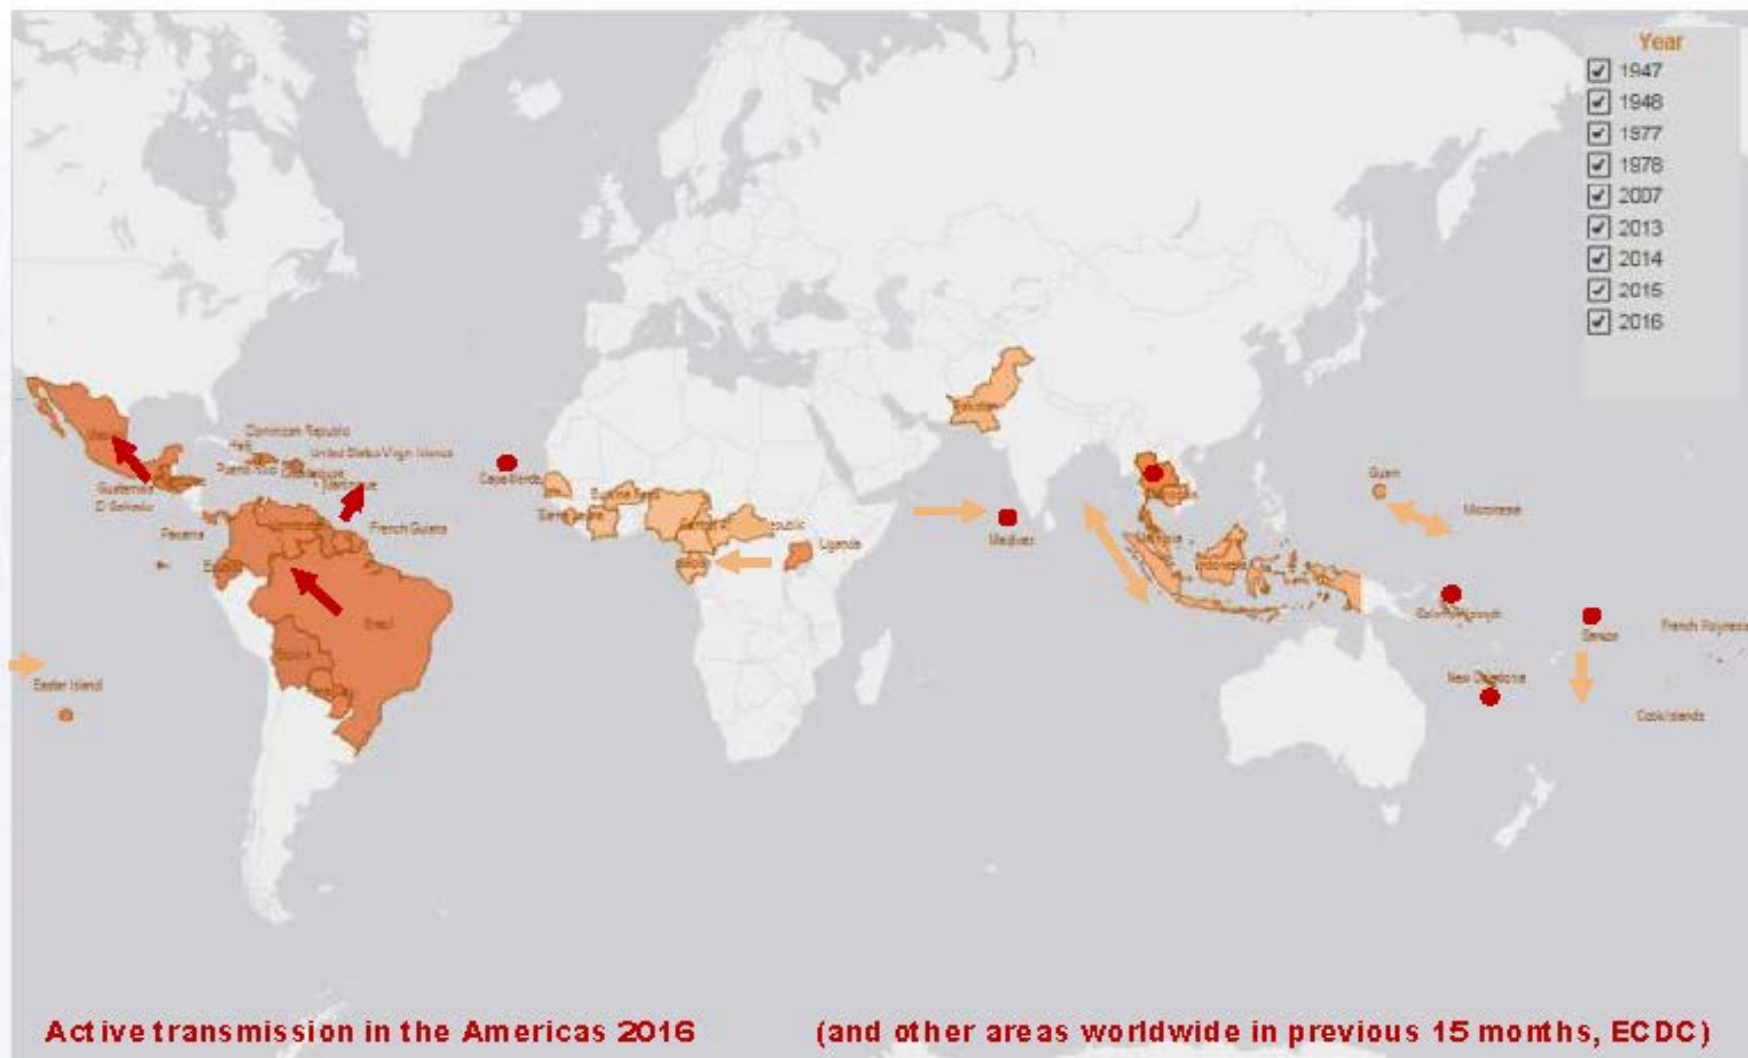 Year
1947
1948
1977
1978
2007
2013
2014
2015
2016
Dominican Republic
Haiti
United States Virgin Islands
Puerto Rico
Martinique
Guatemala
El Salvador
Panama
French Guiana
Brazil
Easter Island
Cape Verde
Burkina Faso
Uganda
Maldives
Guam
Micronesia
Indonesia
Samoa
French Polynesia
New Caledonia
Cook Islands
Active transmission in the Americas 2016
(and other areas worldwide in previous 15 months, ECDC)